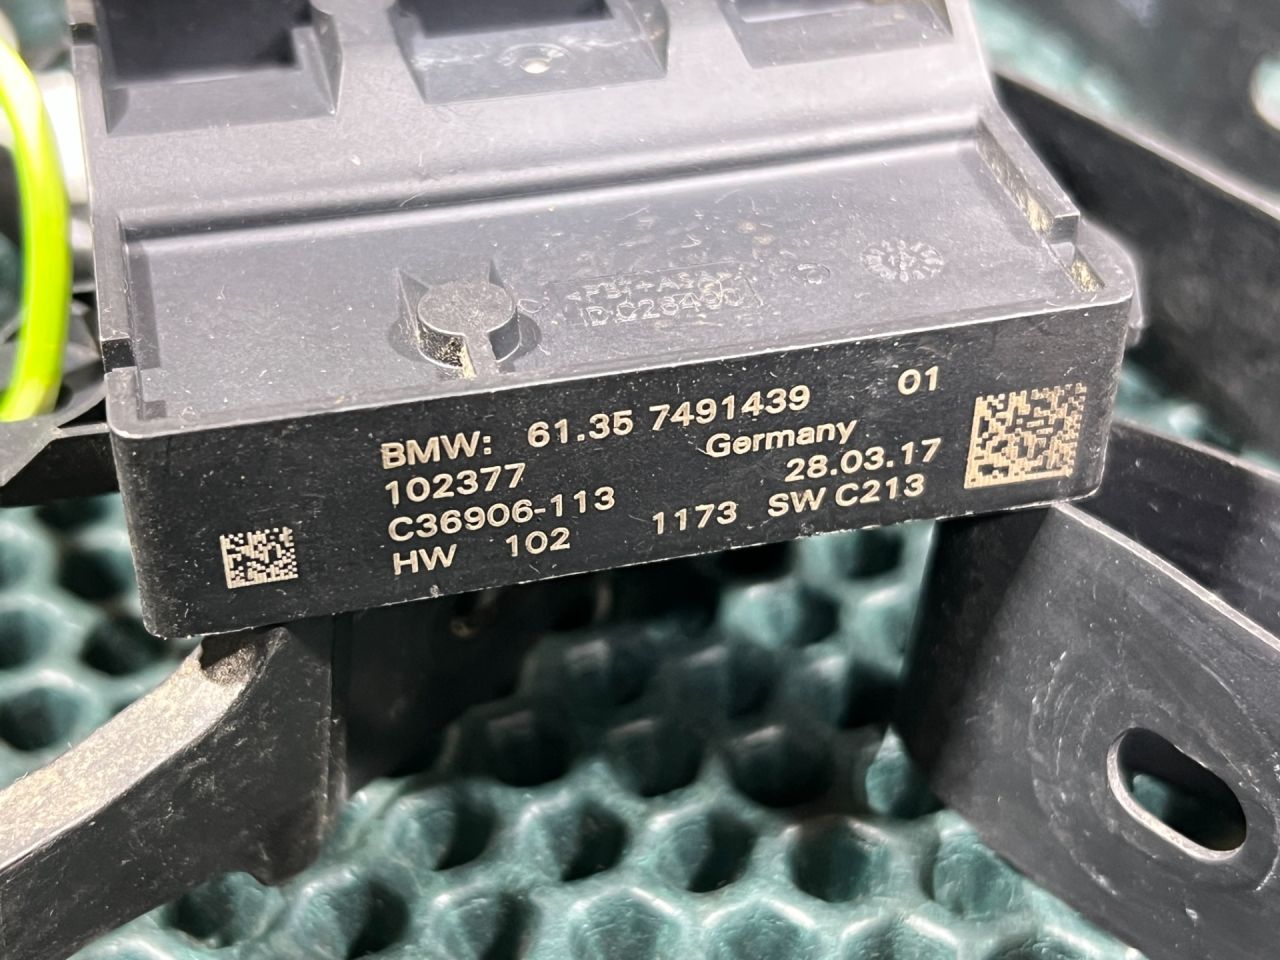 BMW: 61.35 7491439 01
102377 Germany
C36906-113 28.03.17
HW 102 1173 SW C213